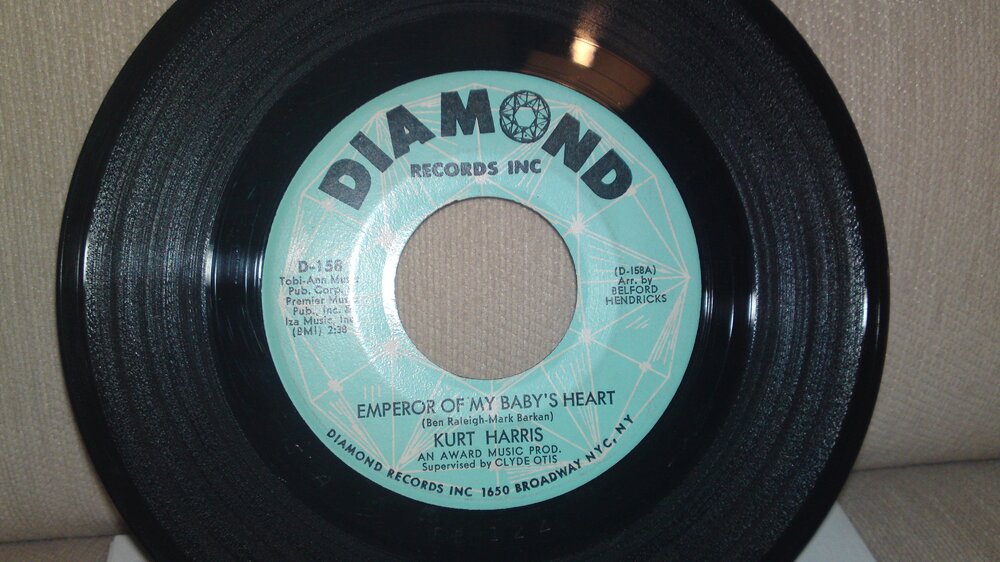 DIAMOND
RECORDS INC
D-158
Tobi-Ann Music
Pub. Corp.
Premier Music
Pub., Inc. &
Iza Music, Inc
(BMI) 2:38
(D-158A)
Arr. by
BELFORD
HENDRICKS
EMPEROR OF MY BABY'S HEART
(Ben Raleigh-Mark Barkan)
KURT HARRIS
AN AWARD MUSIC PROD.
Supervised by CLYDE OTIS
DIAMOND RECORDS INC 1650 BROADWAY NYC, NY